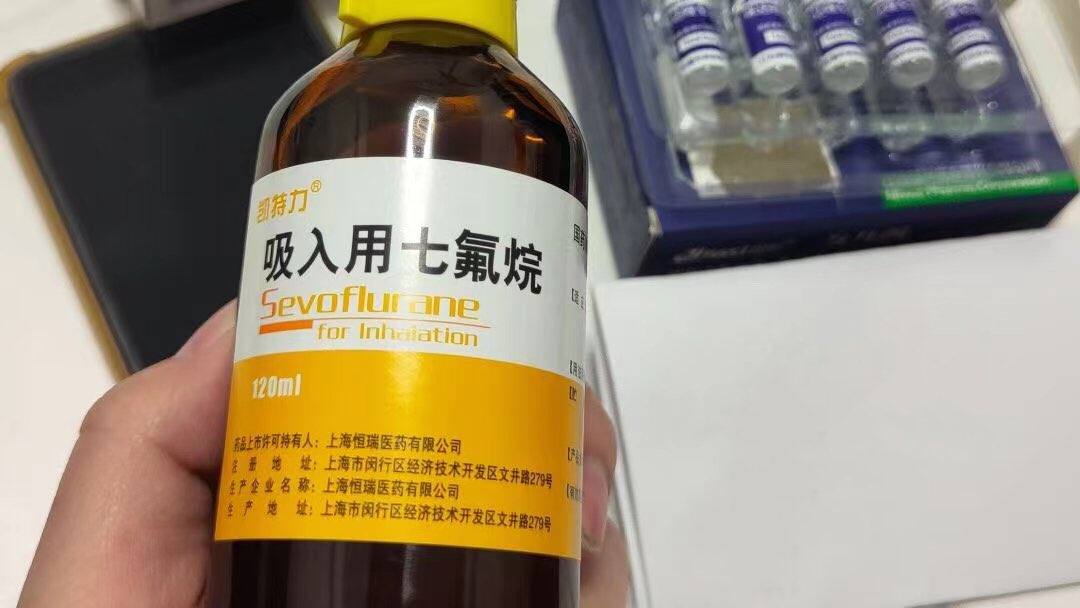 凯特力®
吸入用七氟烷
Sevoflurane
for Inhalation
120ml
药品上市许可持有人：上海恒瑞医药有限公司
注册地址：上海市闵行区经济技术开发区文井路279号
生产企业名称：上海恒瑞医药有限公司
生产地址：上海市闵行区经济技术开发区文井路279号
国药